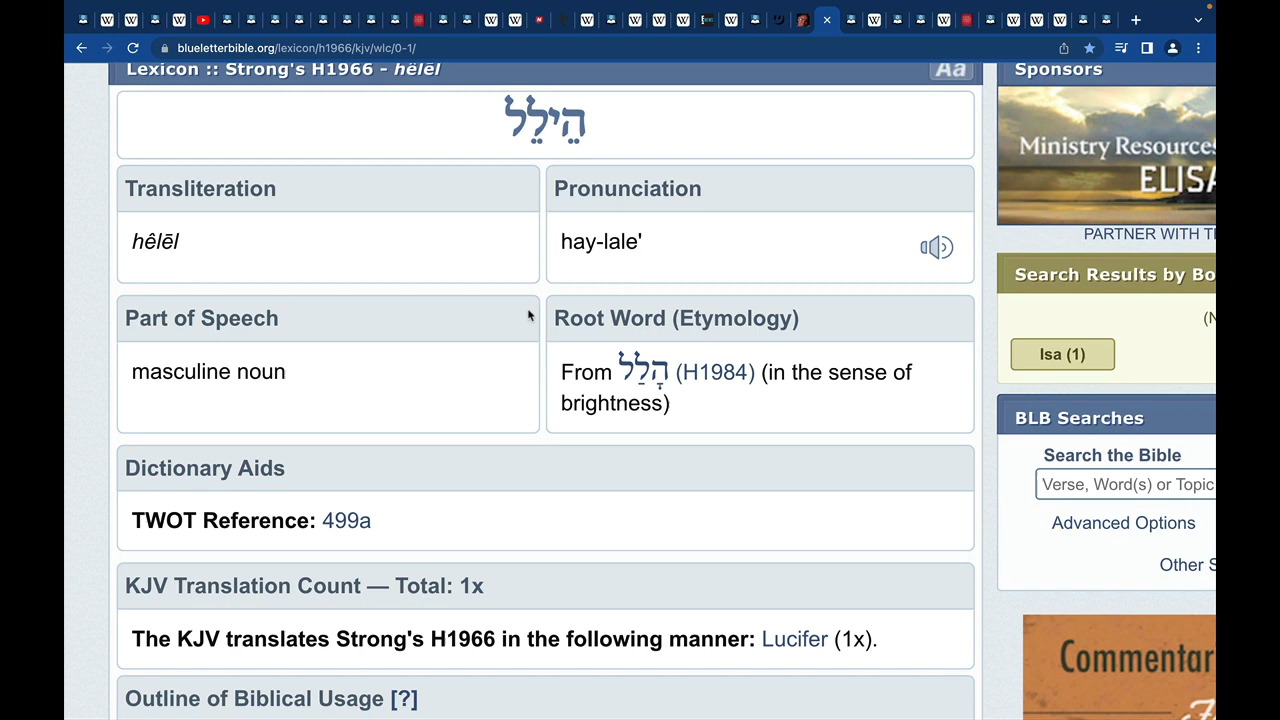 blueletterbible.org/lexicon/h1966/kjv/wlc/0-1/
Lexicon :: Strong's H1966 - hêlēl
Aa
הֵילֵל
Transliteration
hêlēl
Pronunciation
hay-lale'
Part of Speech
masculine noun
Root Word (Etymology)
From הָלַל (H1984) (in the sense of
brightness)
Dictionary Aids
TWOT Reference: 499a
KJV Translation Count — Total: 1x
The KJV translates Strong's H1966 in the following manner: Lucifer (1x).
Outline of Biblical Usage [?]
Sponsors
Ministry Resources
ELISA
PARTNER WITH
Search Results by Bo
(N
Isa (1)
BLB Searches
Search the Bible
Verse, Word(s) or Topic
Advanced Options
Other S
Commentar